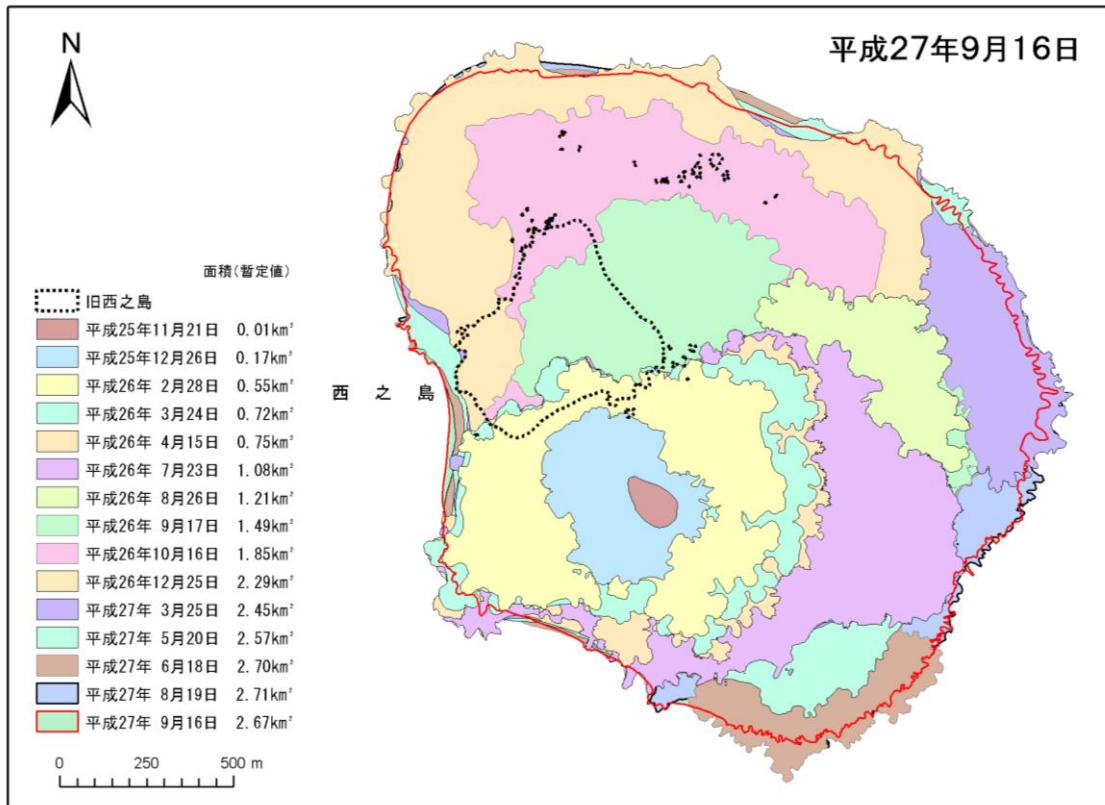 平成27年9月16日
N
面積(暫定値)
旧西之島
平成25年11月21日 0.01km²
平成25年12月26日 0.17km²
平成26年 2月28日 0.55km²
平成26年 3月24日 0.72km²
平成26年 4月15日 0.75km²
平成26年 7月23日 1.08km²
平成26年 8月26日 1.21km²
平成26年 9月17日 1.49km²
平成26年10月16日 1.85km²
平成26年12月25日 2.29km²
平成27年 3月25日 2.45km²
平成27年 5月20日 2.57km²
平成27年 6月18日 2.70km²
平成27年 8月19日 2.71km²
平成27年 9月16日 2.67km²
西之島
0 250 500 m